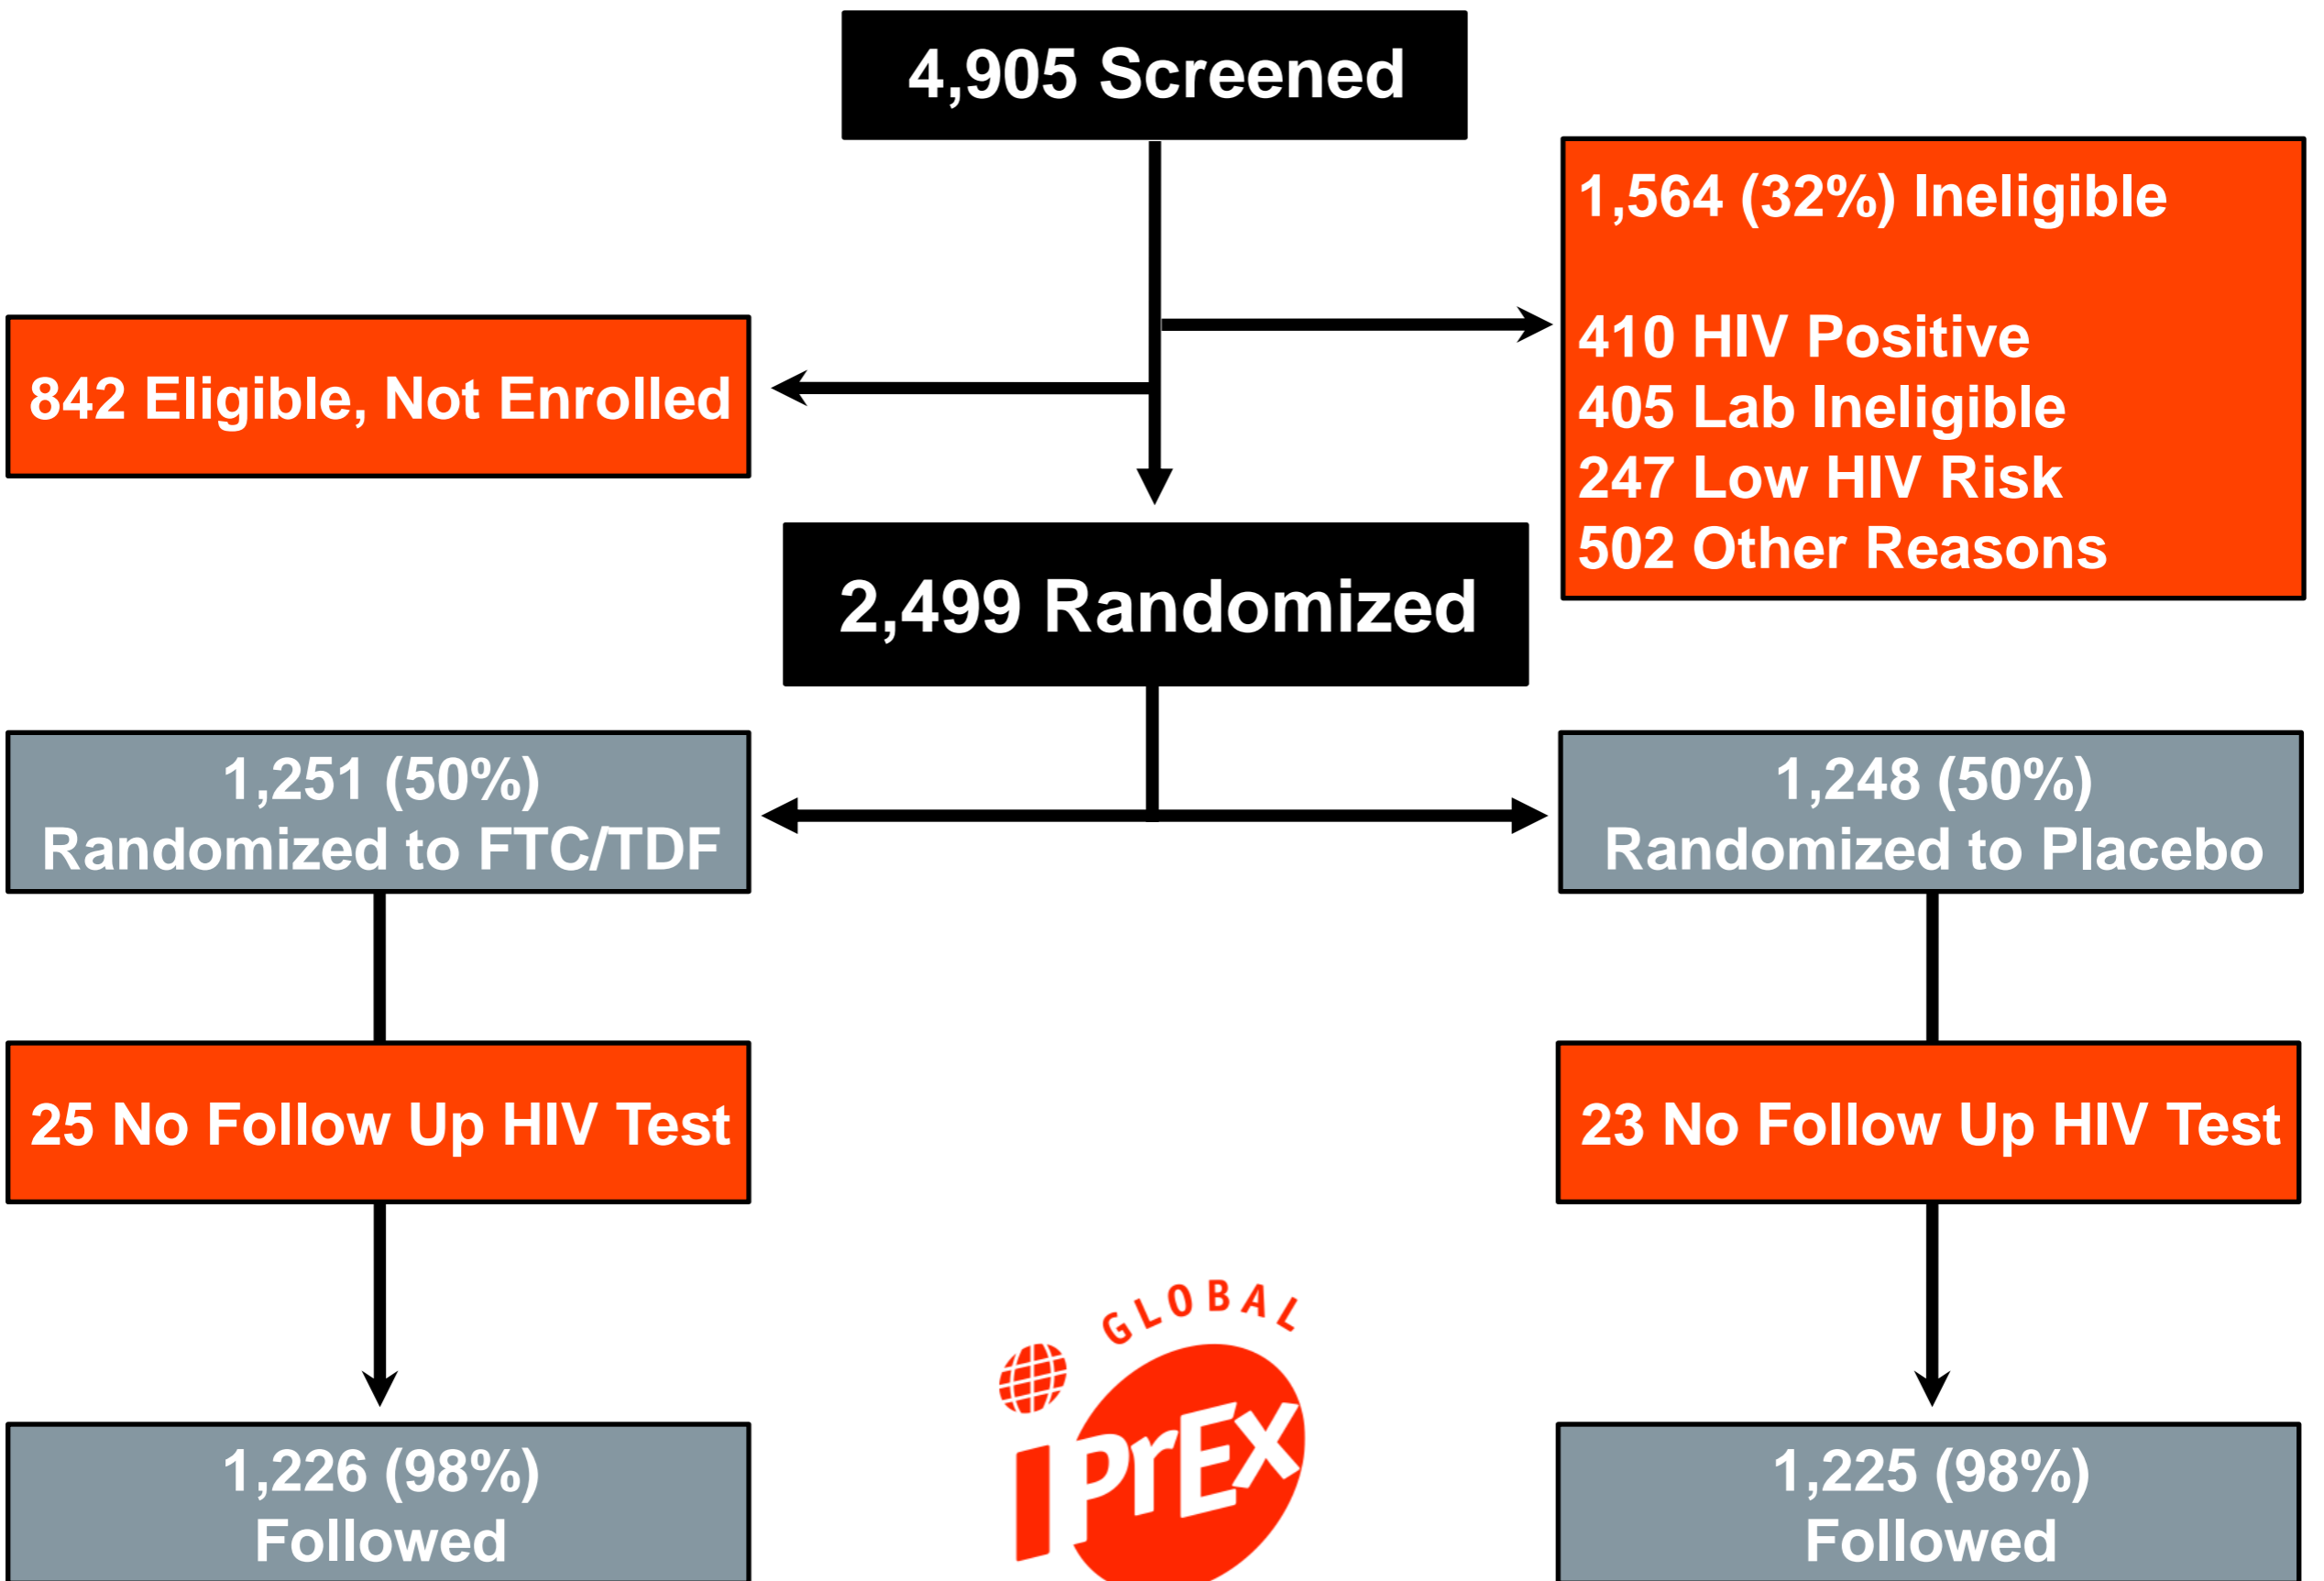 4,905 Screened
1,564 (32%) Ineligible
410 HIV Positive
405 Lab Ineligible
247 Low HIV Risk
502 Other Reasons
842 Eligible, Not Enrolled
2,499 Randomized
1,251 (50%)
Randomized to FTC/TDF
1,248 (50%)
Randomized to Placebo
25 No Follow Up HIV Test
23 No Follow Up HIV Test
1,226 (98%)
Followed
1,225 (98%)
Followed
GLOBAL
iPrEx